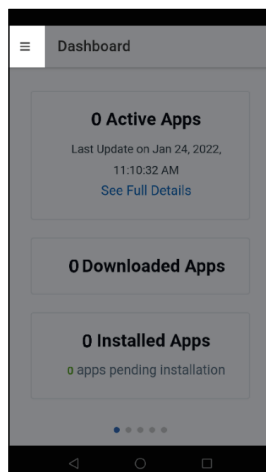 Dashboard
0 Active Apps
Last Update on Jan 24, 2022,
11:10:32 AM
See Full Details
0 Downloaded Apps
0 Installed Apps
0 apps pending installation